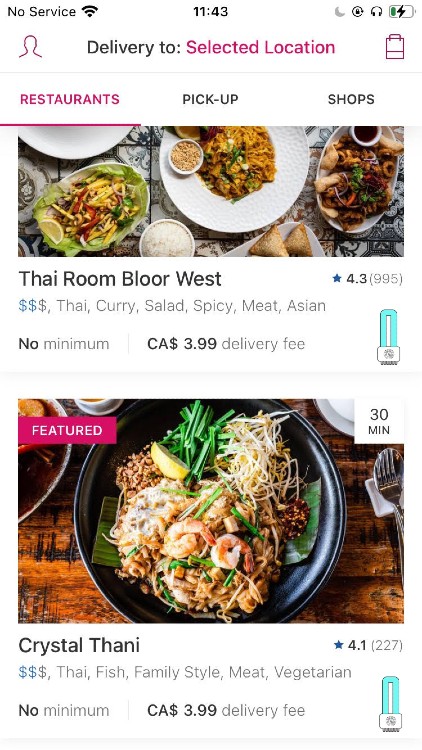 No Service 11:43
Delivery to: Selected Location
RESTAURANTS PICK-UP SHOPS
Thai Room Bloor West 4.3(995)
$$$, Thai, Curry, Salad, Spicy, Meat, Asian
No minimum CA$ 3.99 delivery fee
FEATURED 30
MIN
Crystal Thani 4.1 (227)
$$$, Thai, Fish, Family Style, Meat, Vegetarian
No minimum CA$ 3.99 delivery fee